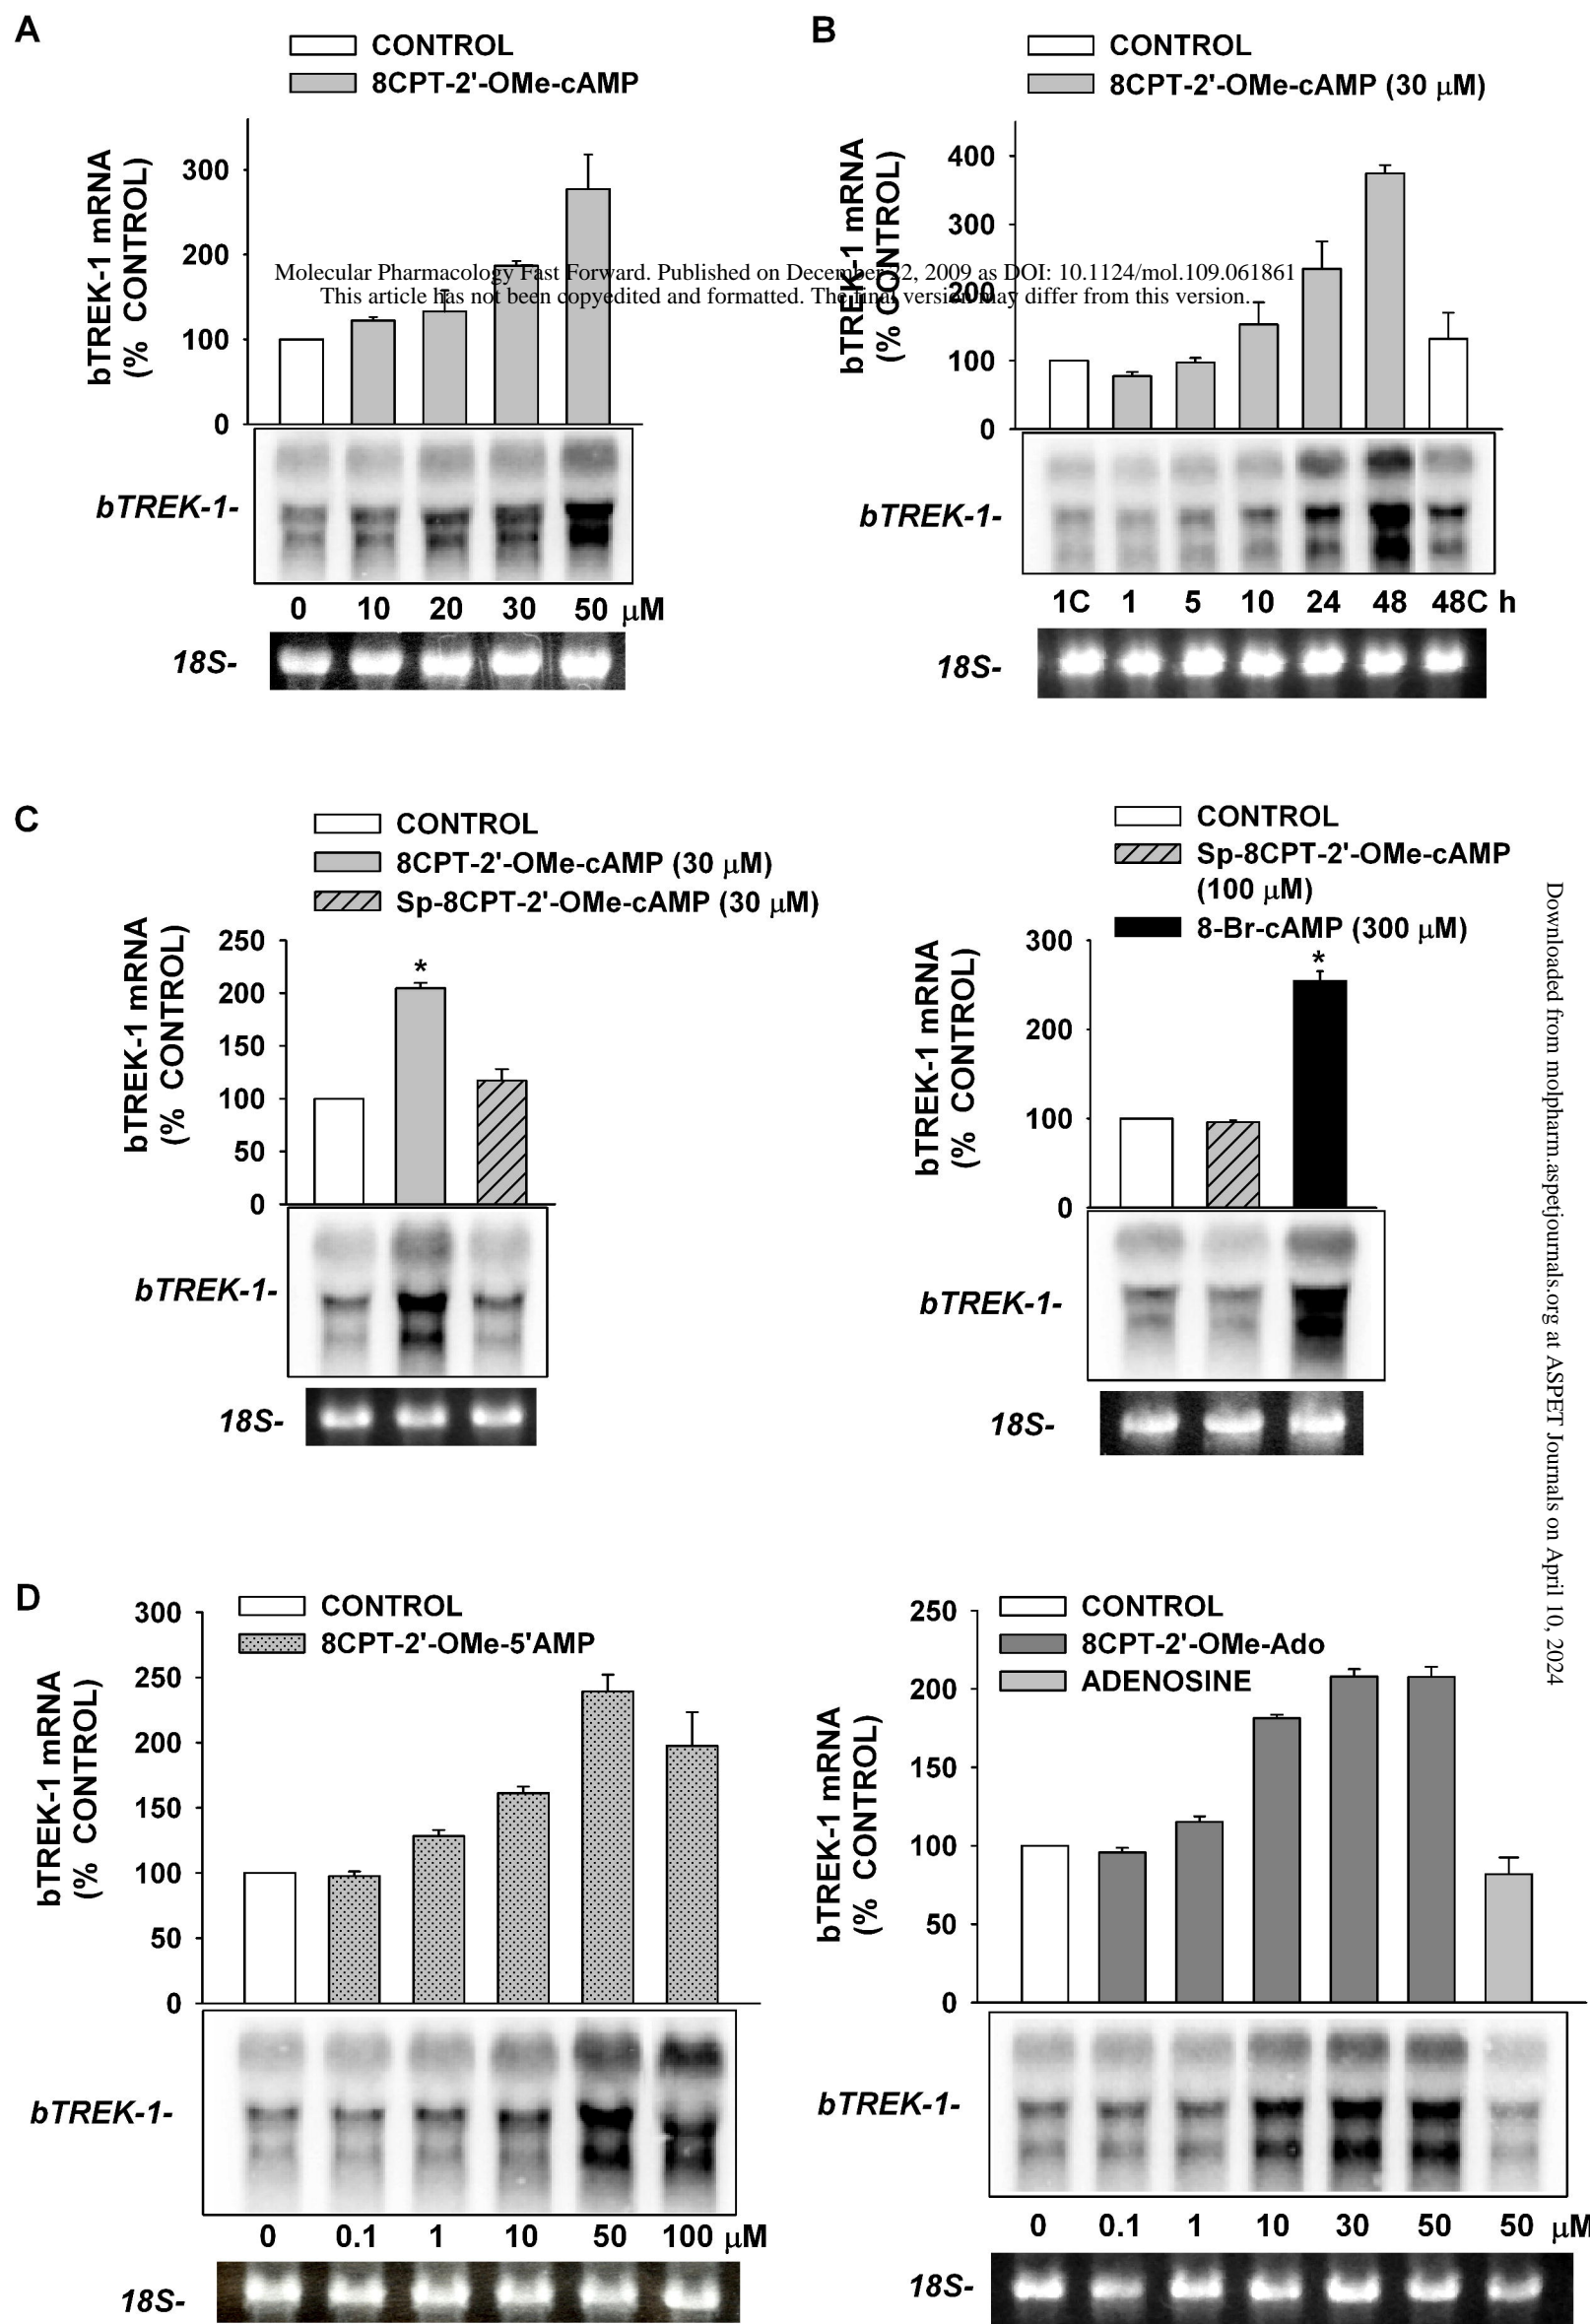 A
CONTROL
8CPT-2'-OMe-cAMP
bTREK-1 mRNA
(% CONTROL)
300
200
100
0
bTREK-1-
0 10 20 30 50 μM
18S-
B
CONTROL
8CPT-2'-OMe-cAMP (30 μM)
bTREK-1 mRNA
(% CONTROL)
400
300
200
100
0
bTREK-1-
1C 1 5 10 24 48 48C h
18S-
Molecular Pharmacology Fast Forward. Published on December 22, 2009 as DOI: 10.1124/mol.109.061861
This article has not been copyedited and formatted. The final version may differ from this version.
C
CONTROL
8CPT-2'-OMe-cAMP (30 μM)
Sp-8CPT-2'-OMe-cAMP (30 μM)
bTREK-1 mRNA
(% CONTROL)
250
200
150
100
50
0
*
bTREK-1-
18S-
CONTROL
Sp-8CPT-2'-OMe-cAMP
(100 μM)
8-Br-cAMP (300 μM)
bTREK-1 mRNA
(% CONTROL)
300
200
100
0
*
bTREK-1-
18S-
D
CONTROL
8CPT-2'-OMe-5'AMP
bTREK-1 mRNA
(% CONTROL)
300
250
200
150
100
50
0
bTREK-1-
0 0.1 1 10 50 100 μM
18S-
CONTROL
8CPT-2'-OMe-Ado
ADENOSINE
bTREK-1 mRNA
(% CONTROL)
250
200
150
100
50
0
bTREK-1-
0 0.1 1 10 30 50 50 μM
18S-
Downloaded from molpharm.aspetjournals.org at ASPET Journals on April 10, 2024